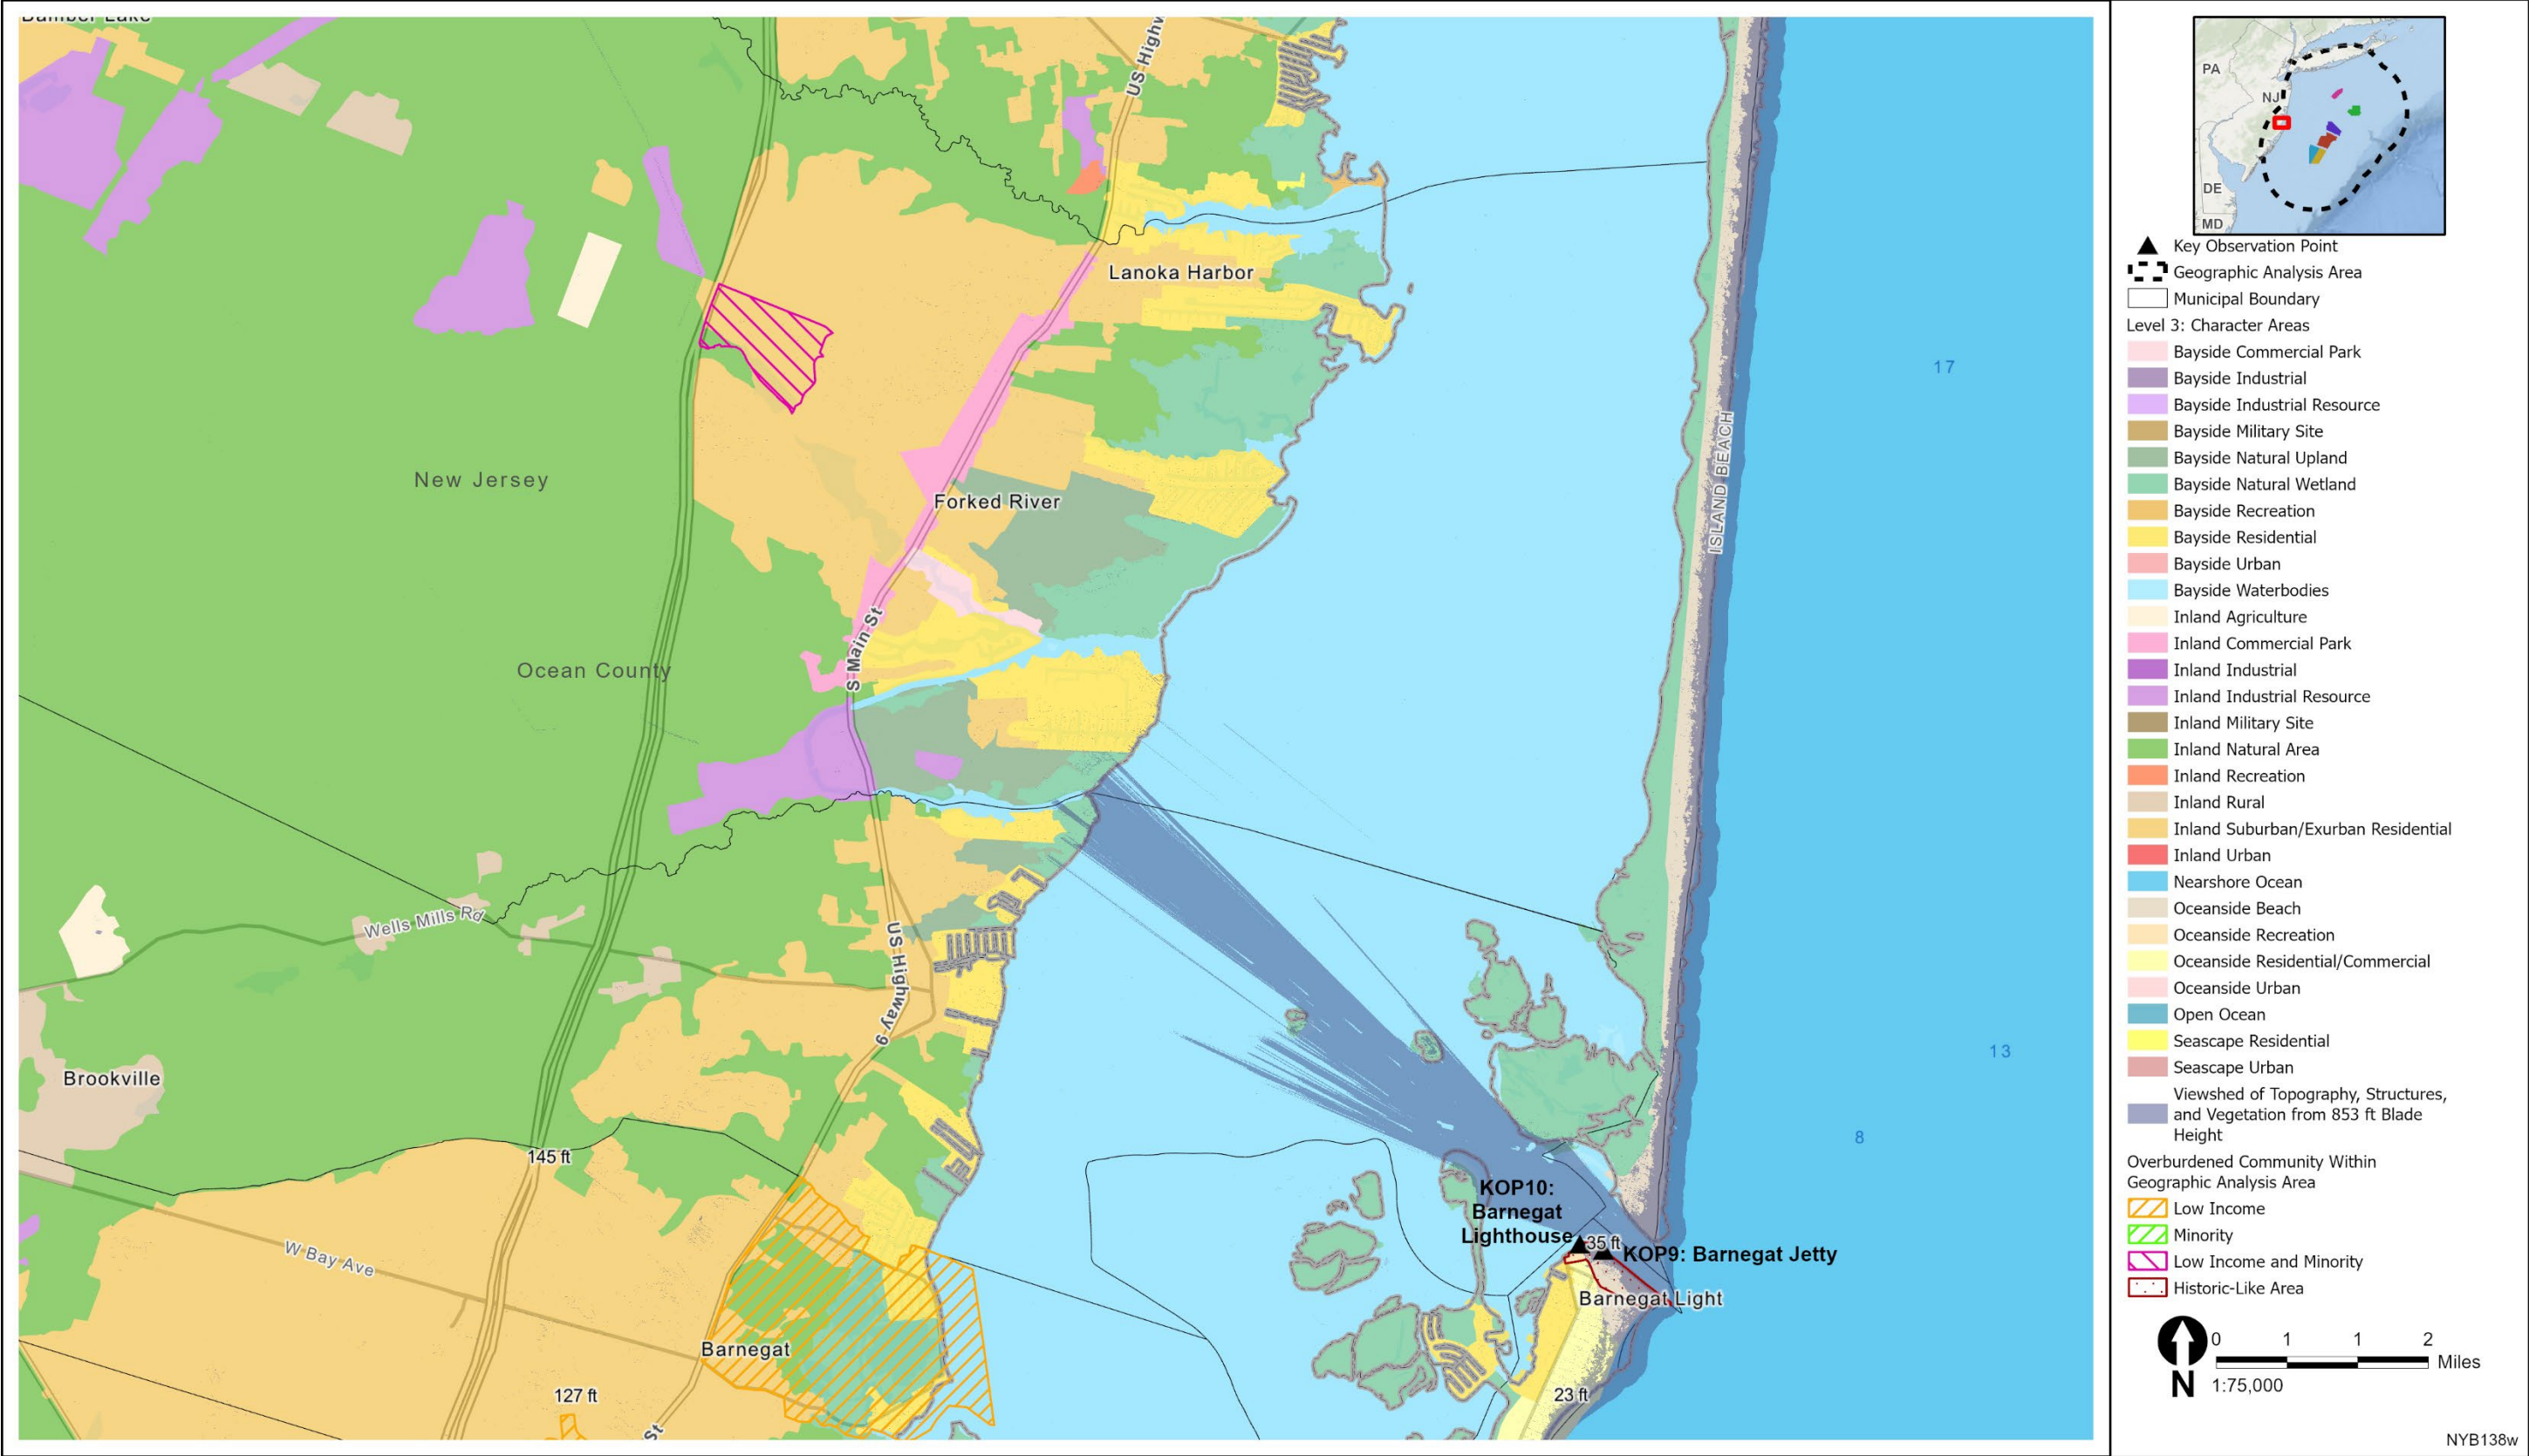 Bamber Lake
US Highw
Lanoka Harbor
17
ISLAND BEACH
New Jersey
Forked River
S Main St
Ocean County
Wells Mills Rd
US Highway 9
13
Brookville
8
145 ft
KOP10:
Barnegat
Lighthouse
35 ft
KOP9: Barnegat Jetty
W Bay Ave
Barnegat Light
Barnegat
127 ft
23 ft
St
PA
NJ
DE
MD
Key Observation Point
Geographic Analysis Area
Municipal Boundary
Level 3: Character Areas
Bayside Commercial Park
Bayside Industrial
Bayside Industrial Resource
Bayside Military Site
Bayside Natural Upland
Bayside Natural Wetland
Bayside Recreation
Bayside Residential
Bayside Urban
Bayside Waterbodies
Inland Agriculture
Inland Commercial Park
Inland Industrial
Inland Industrial Resource
Inland Military Site
Inland Natural Area
Inland Recreation
Inland Rural
Inland Suburban/Exurban Residential
Inland Urban
Nearshore Ocean
Oceanside Beach
Oceanside Recreation
Oceanside Residential/Commercial
Oceanside Urban
Open Ocean
Seascape Residential
Seascape Urban
Viewshed of Topography, Structures,
and Vegetation from 853 ft Blade
Height
Overburdened Community Within
Geographic Analysis Area
Low Income
Minority
Low Income and Minority
Historic-Like Area
0 1 1 2
Miles
N 1:75,000
NYB138w